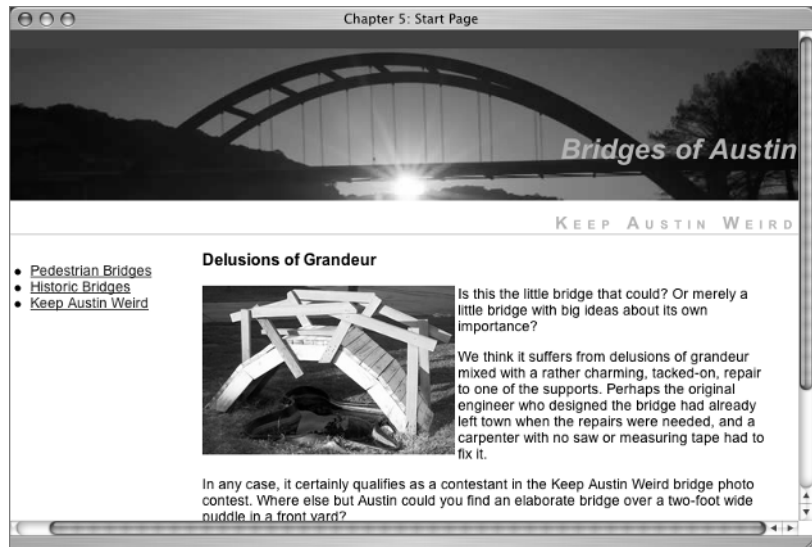 Chapter 5: Start Page
Bridges of Austin
KEEP AUSTIN WEIRD
Pedestrian Bridges
Historic Bridges
Keep Austin Weird
Delusions of Grandeur
Is this the little bridge that could? Or merely a
little bridge with big ideas about its own
importance?
We think it suffers from delusions of grandeur
mixed with a rather charming, tacked-on, repair
to one of the supports. Perhaps the original
engineer who designed the bridge had already
left town when the repairs were needed, and a
carpenter with no saw or measuring tape had to
fix it.
In any case, it certainly qualifies as a contestant in the Keep Austin Weird bridge photo
contest. Where else but Austin could you find an elaborate bridge over a two-foot wide
puddle in a front yard?